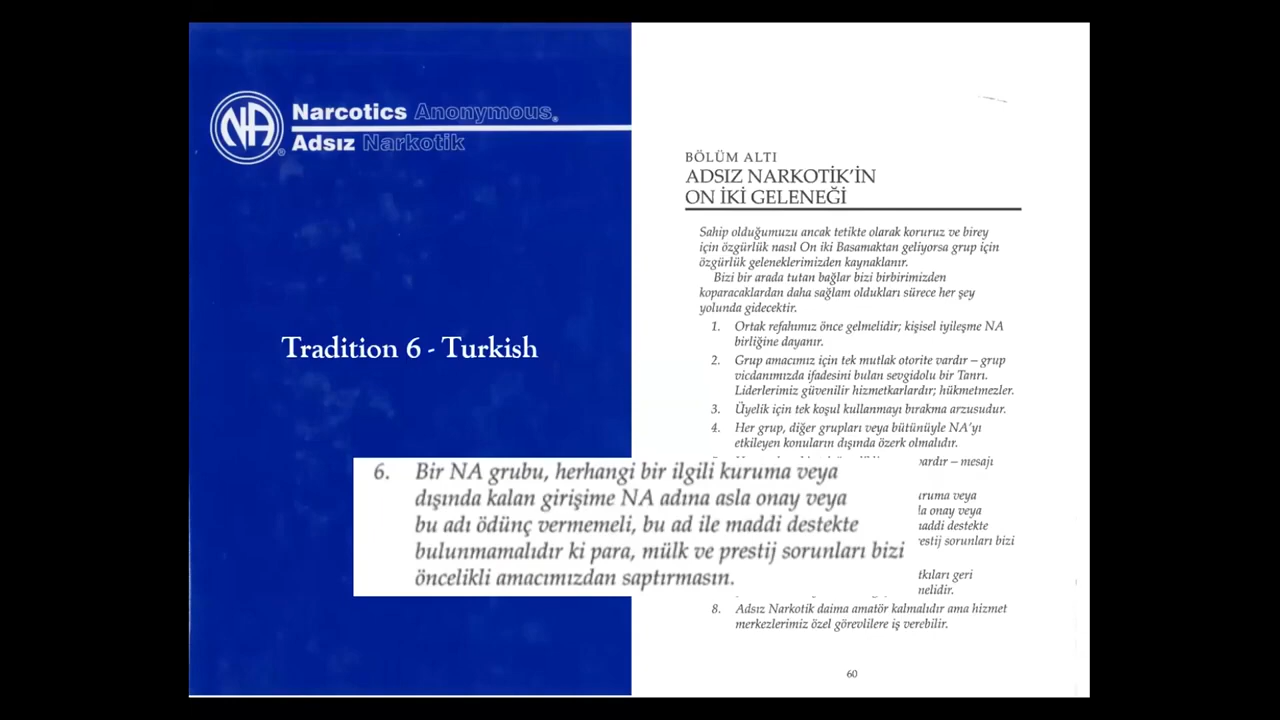 NA
Narcotics Anonymous®
Adsız Narkotik
Tradition 6 - Turkish
BÖLÜM ALTI
ADSIZ NARKOTİK'İN
ON İKİ GELENEĞİ
Sahip olduğumuzu ancak tetikte olarak koruruz ve birey
için özgürlük nasıl On iki Basamaktan geliyorsa grup için
özgürlük geleneklerimizden kaynaklanır.
Bizi bir arada tutan bağlar bizi birbirimizden
koparacaklardan daha sağlam oldukları sürece her şey
yolunda gidecektir.
1. Ortak refahımız önce gelmelidir; kişisel iyileşme NA
birliğine dayanır.
2. Grup amacımız için tek mutlak otorite vardır – grup
vicdanımızda ifadesini bulan sevgidolu bir Tanrı.
Liderlerimiz güvenilir hizmetkarlardır; hükmetmezler.
3. Üyelik için tek koşul kullanmayı bırakma arzusudur.
4. Her grup, diğer grupları veya bütünüyle NA'yı
etkileyen konuların dışında özerk olmalıdır.
– mesajı
6. Bir NA grubu, herhangi bir ilgili kuruma veya
dışında kalan girişime NA adına asla onay veya
bu adı ödünç vermemeli, bu ad ile maddi destekte
bulunmamalıdır ki para, mülk ve prestij sorunları bizi
öncelikli amacımızdan saptırmasın.
veya
onay veya
maddi destekte
sorunları bizi
geri
8. Adsız Narkotik daima amatör kalmalıdır ama hizmet
merkezlerimiz özel görevlilere iş verebilir.
60